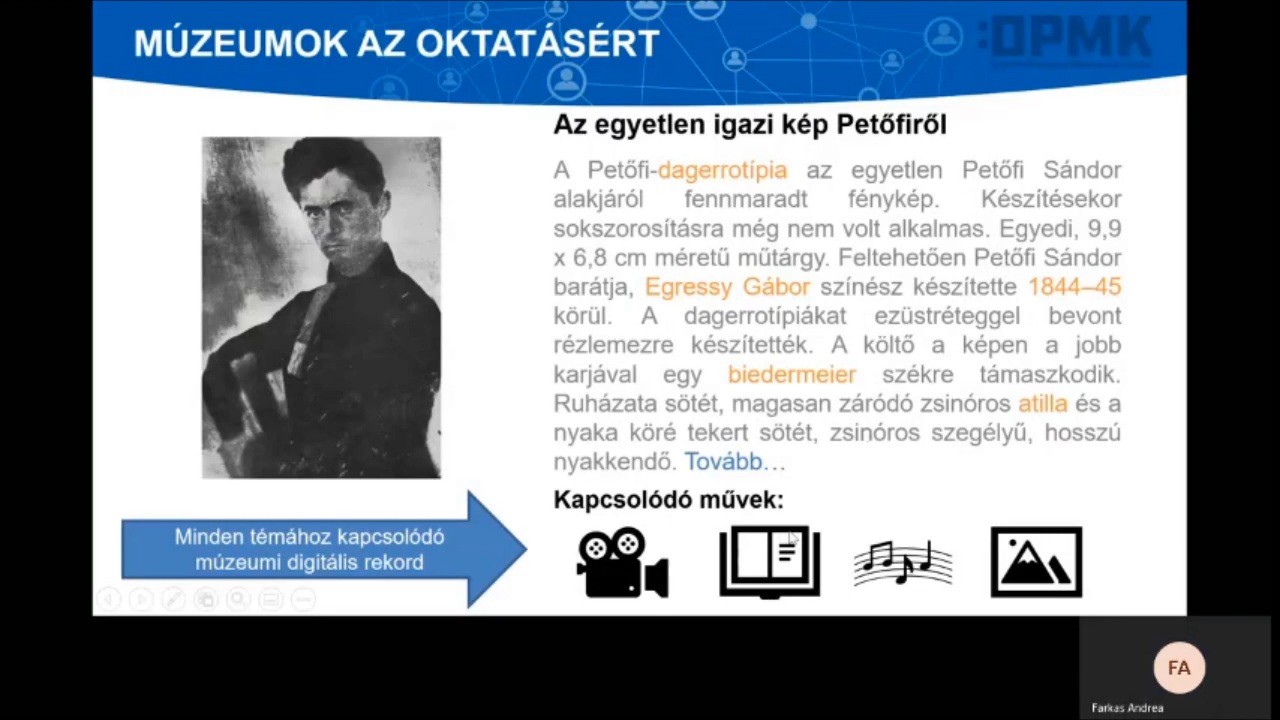 MÚZEUMOK AZ OKTATÁSÉRT
:OPMK
Az egyetlen igazi kép Petőfiről
A Petőfi-dagerrotípia az egyetlen Petőfi Sándor
alakjáról fennmaradt fénykép. Készítésekor
sokszorosításra még nem volt alkalmas. Egyedi, 9,9
x 6,8 cm méretű műtárgy. Feltehetően Petőfi Sándor
barátja, Egressy Gábor színész készítette 1844–45
körül. A dagerrotípiákat ezüstréteggel bevont
rézlemezre készítették. A költő a képen a jobb
karjával egy biedermeier székre támaszkodik.
Ruházata sötét, magasan záródó zsinóros atilla és a
nyaka köré tekert sötét, zsinóros szegélyű, hosszú
nyakkendő. Tovább…
Kapcsolódó művek:
Minden témához kapcsolódó
múzeumi digitális rekord
FA
Farkas Andrea